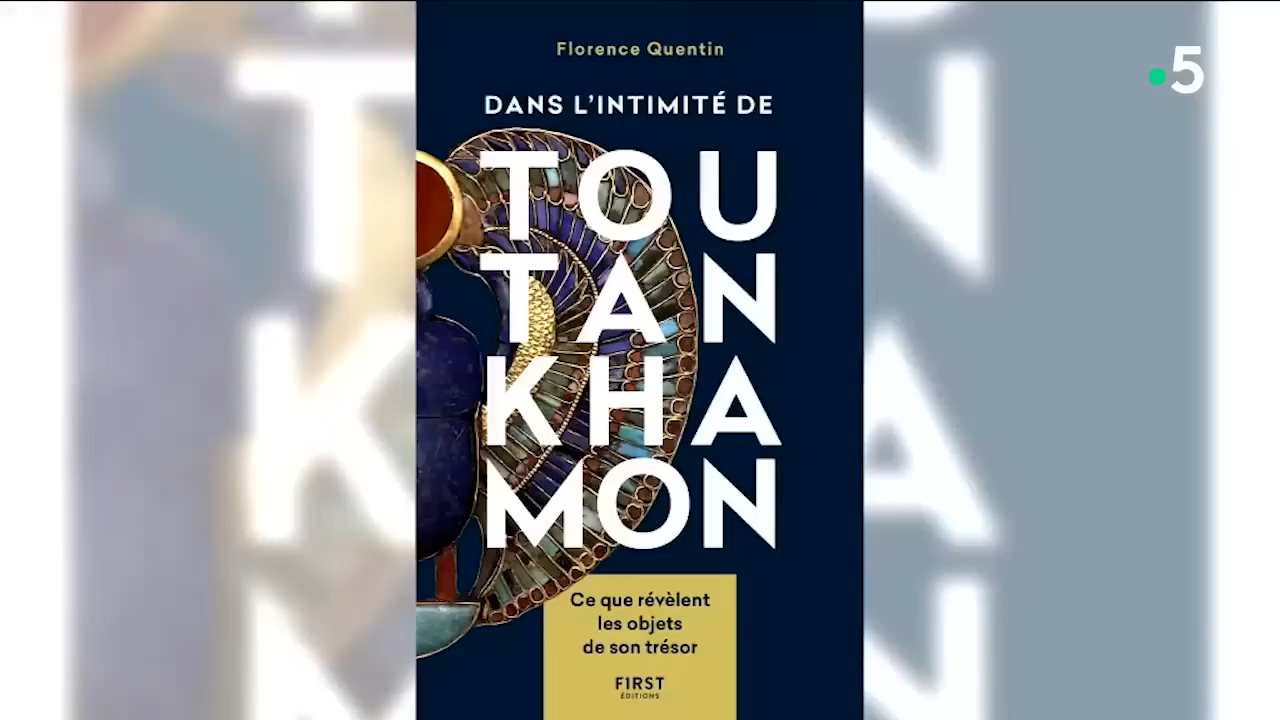 Florence Quentin
DANS L'INTIMITÉ DE
TOU
TAN
KHA
MON
Ce que révèlent
les objets
de son trésor
FIRST
ÉDITIONS
5